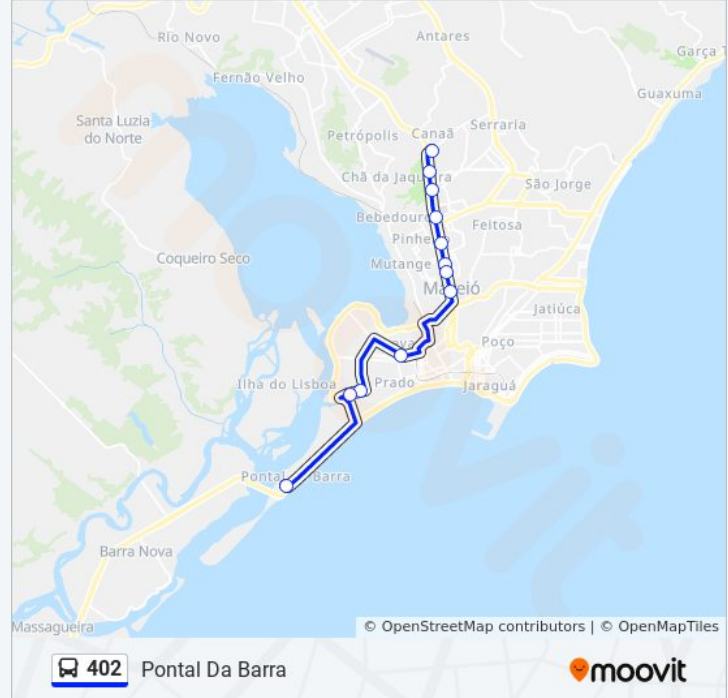 Antares
Rio Novo
Garça T
Fernão Velho
Guaxuma
Santa Luzia
do Norte
Petrópolis
Canaã
Serraria
Chã da Jaqueira
São Jorge
Bebedouro
Feitosa
Pinheiro
Coqueiro Seco
Mutange
Maceió
Jatiúca
Poço
Ilha do Lisboa
Prado
Jaraguá
Pontal da Barra
Barra Nova
Massagueira
© OpenStreetMap contributors | © OpenMapTiles
402 Pontal Da Barra
moovit